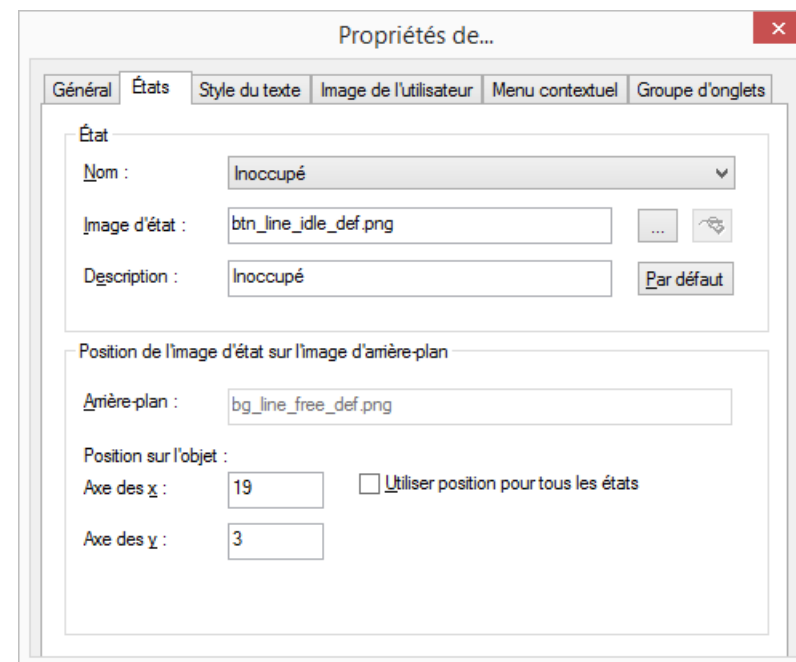 Propriétés de...
Général États Style du texte Image de l'utilisateur Menu contextuel Groupe d'onglets
État
Nom : Inoccupé
Image d'état : btn_line_idle_def.png ...
Description : Inoccupé Par défaut
Position de l'image d'état sur l'image d'arrière-plan
Arrière-plan : bg_line_free_def.png
Position sur l'objet :
Axe des x : 19 Utiliser position pour tous les états
Axe des y : 3